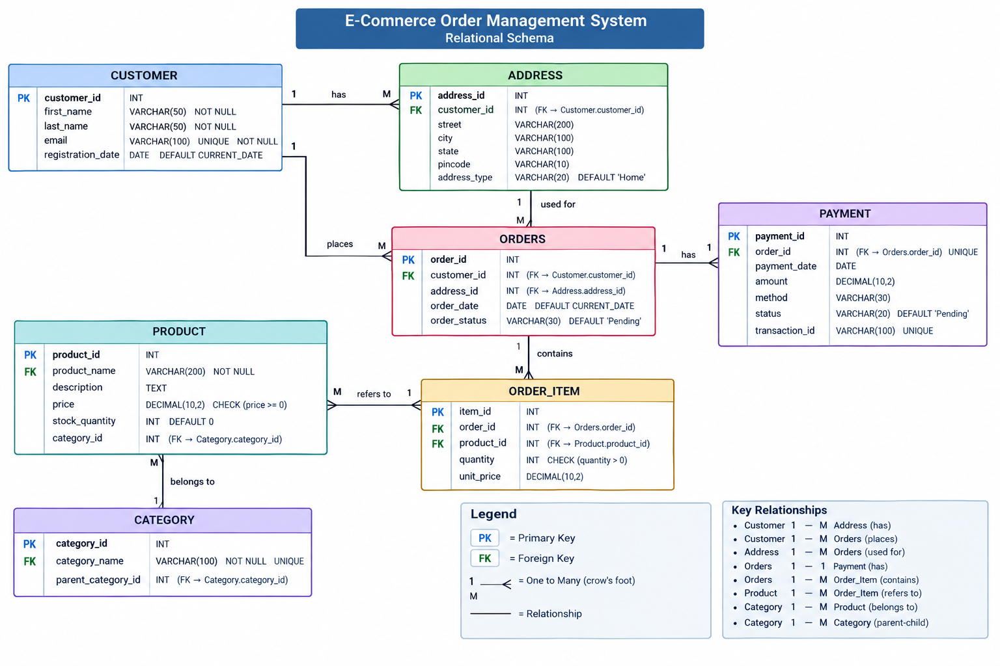 E-Comnerce Order Management System
Relational Schema
CUSTOMER
PK customer_id INT
first_name VARCHAR(50) NOT NULL
last_name VARCHAR(50) NOT NULL
email VARCHAR(100) UNIQUE NOT NULL
registration_date DATE DEFAULT CURRENT_DATE
1 has M
ADDRESS
PK address_id INT
FK customer_id INT (FK → Customer.customer_id)
street VARCHAR(200)
city VARCHAR(100)
state VARCHAR(100)
pincode VARCHAR(10)
address_type VARCHAR(20) DEFAULT 'Home'
1
places M
1 used for
M
ORDERS
PK order_id INT
FK customer_id INT (FK → Customer.customer_id)
address_id INT (FK → Address.address_id)
order_date DATE DEFAULT CURRENT_DATE
order_status VARCHAR(30) DEFAULT 'Pending'
1 has 1
PAYMENT
PK payment_id INT
FK order_id INT (FK → Orders.order_id) UNIQUE
payment_date DATE
amount DECIMAL(10,2)
method VARCHAR(30)
status VARCHAR(20) DEFAULT 'Pending'
transaction_id VARCHAR(100) UNIQUE
PRODUCT
PK product_id INT
FK product_name VARCHAR(200) NOT NULL
description TEXT
price DECIMAL(10,2) CHECK (price >= 0)
stock_quantity INT DEFAULT 0
category_id INT (FK → Category.category_id)
1 contains
M
M refers to 1
ORDER_ITEM
PK item_id INT
FK order_id INT (FK → Orders.order_id)
FK product_id INT (FK → Product.product_id)
quantity INT CHECK (quantity > 0)
unit_price DECIMAL(10,2)
M
belongs to
1
CATEGORY
PK category_id INT
FK category_name VARCHAR(100) NOT NULL UNIQUE
parent_category_id INT (FK → Category.category_id)
Legend
PK = Primary Key
FK = Foreign Key
1 = One to Many (crow's foot)
M
= Relationship
Key Relationships
• Customer 1 — M Address (has)
• Customer 1 — M Orders (places)
• Address 1 — M Orders (used for)
• Orders 1 — 1 Payment (has)
• Orders 1 — M Order_Item (contains)
• Product 1 — M Order_Item (refers to)
• Category 1 — M Product (belongs to)
• Category 1 — M Category (parent-child)